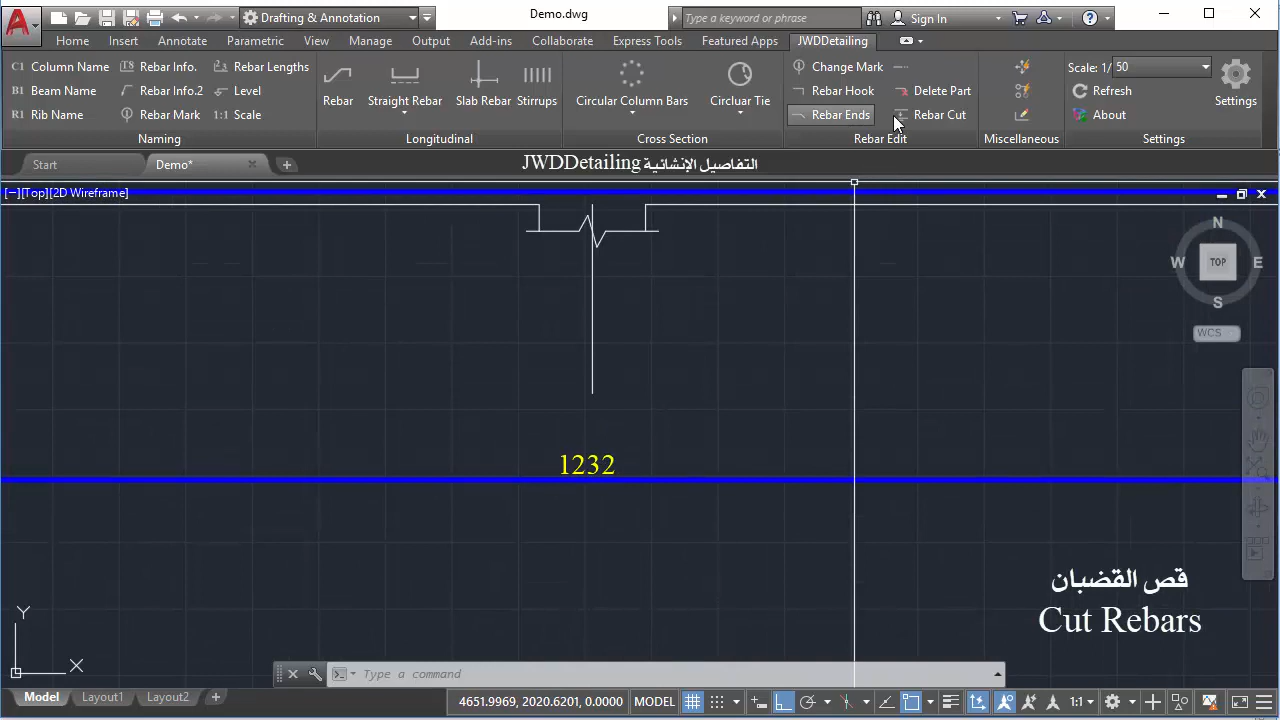 Drafting & Annotation
Demo.dwg
Type a keyword or phrase
Sign In
Home Insert Annotate Parametric View Manage Output Add-ins Collaborate Express Tools Featured Apps JWDDetailing
C1 Column Name
T8 Rebar Info.
Rebar Lengths
B1 Beam Name
Rebar Info.2
Level
R1 Rib Name
Rebar Mark
1:1 Scale
Naming
Rebar
Straight Rebar
Slab Rebar
Stirrups
Longitudinal
Circular Column Bars
Circluar Tie
Cross Section
Change Mark
Rebar Hook
Delete Part
Rebar Ends
Rebar Cut
Rebar Edit
Miscellaneous
Scale: 1/ 50
Refresh
About
Settings
Settings
Start
Demo*
JWDDetailing التفاصيل الإنشائية
[−][Top][2D Wireframe]
N
W TOP E
S
WCS
1232
قص القضبان
Cut Rebars
Y
X
Type a command
Model Layout1 Layout2
4651.9969, 2020.6201, 0.0000 MODEL
1:1